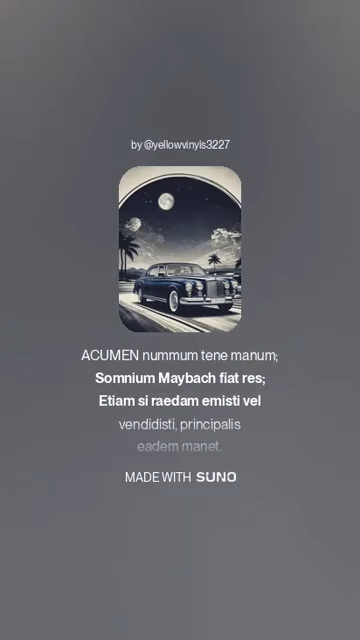 by @yellowvinyls3227
ACUMEN nummum tene manum;
Somnium Maybach fiat res;
Etiam si raedam emisti vel
vendidisti, principalis
eadem manet.
MADE WITH SUNO